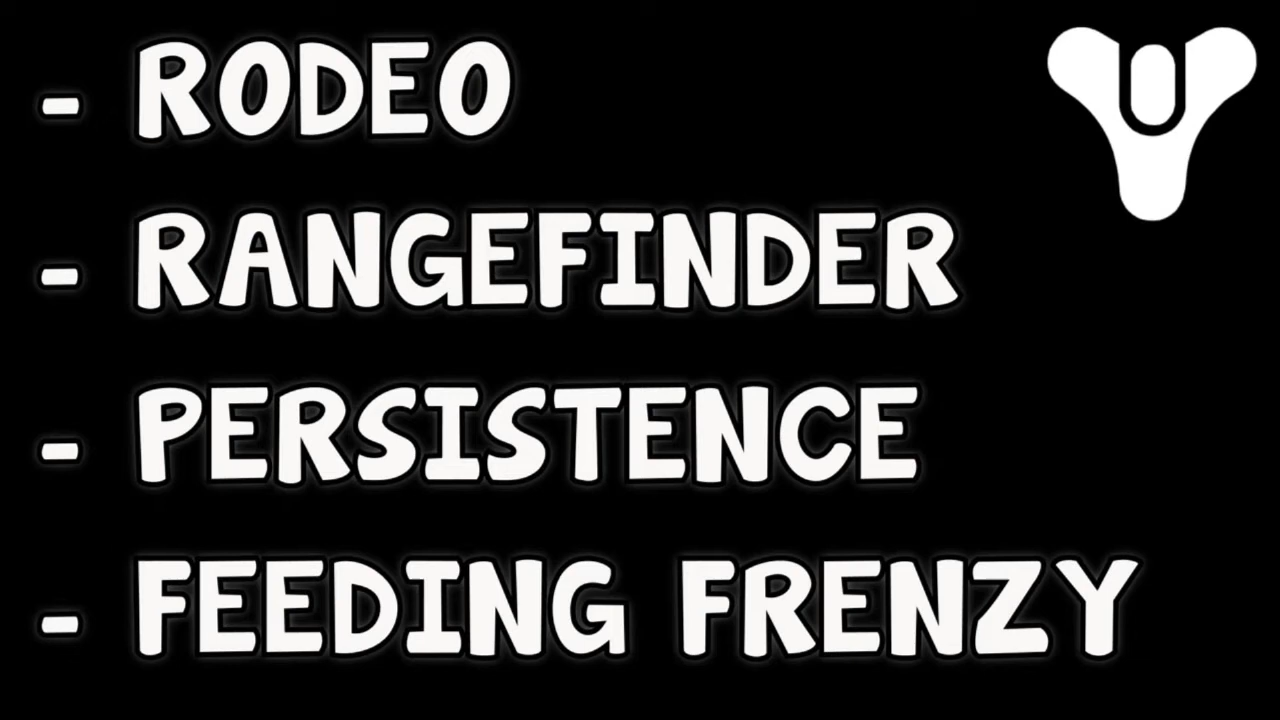 - RODEO
- RANGEFINDER
- PERSISTENCE
- FEEDING FRENZY